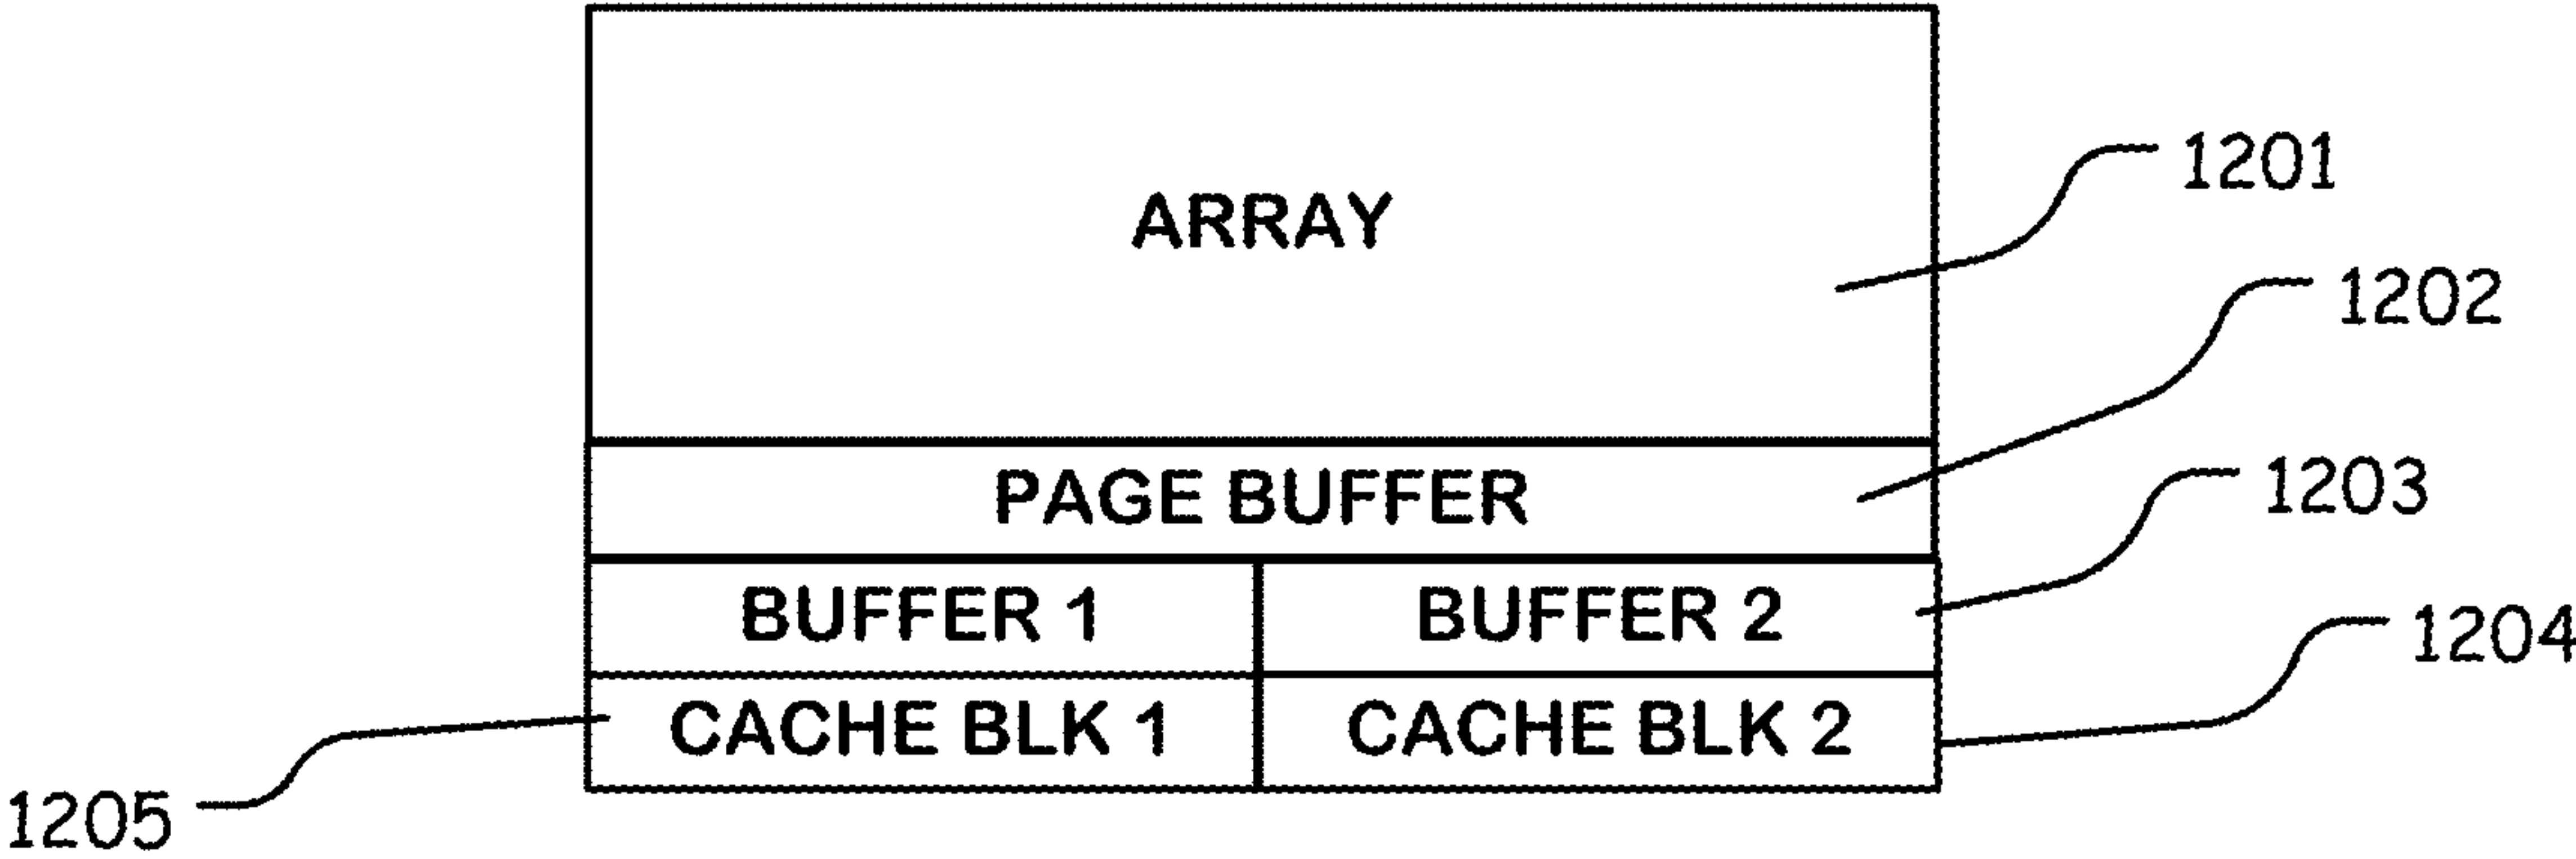 ARRAY
1201
1202
PAGE BUFFER
1203
BUFFER 1 BUFFER 2
1204
CACHE BLK 1 CACHE BLK 2
1205